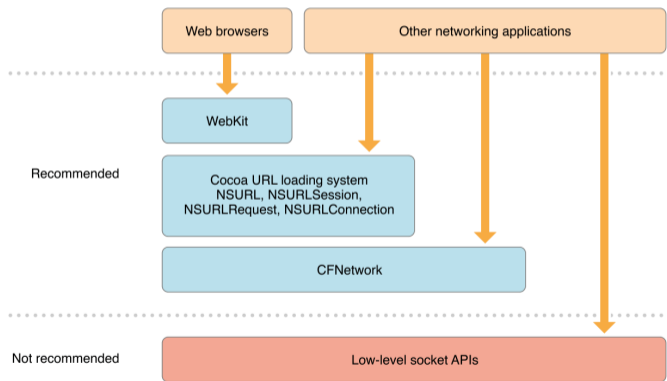 Web browsers
Other networking applications
WebKit
Recommended
Cocoa URL loading system
NSURL, NSURLSession,
NSURLRequest, NSURLConnection
CFNetwork
Not recommended
Low-level socket APIs